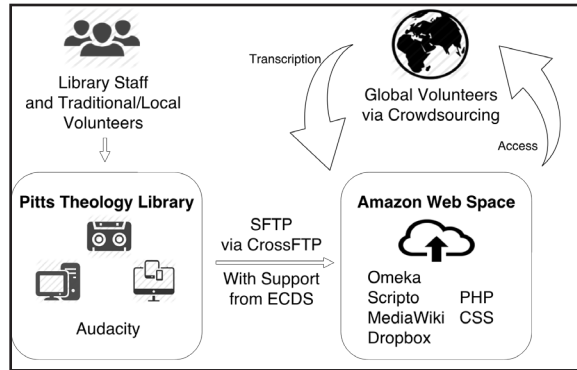 Library Staff
and Traditional/Local
Volunteers
Transcription
Global Volunteers
via Crowdsourcing
Access
Pitts Theology Library
Audacity
SFTP
via CrossFTP
With Support
from ECDS
Amazon Web Space
Omeka
Scripto PHP
MediaWiki CSS
Dropbox